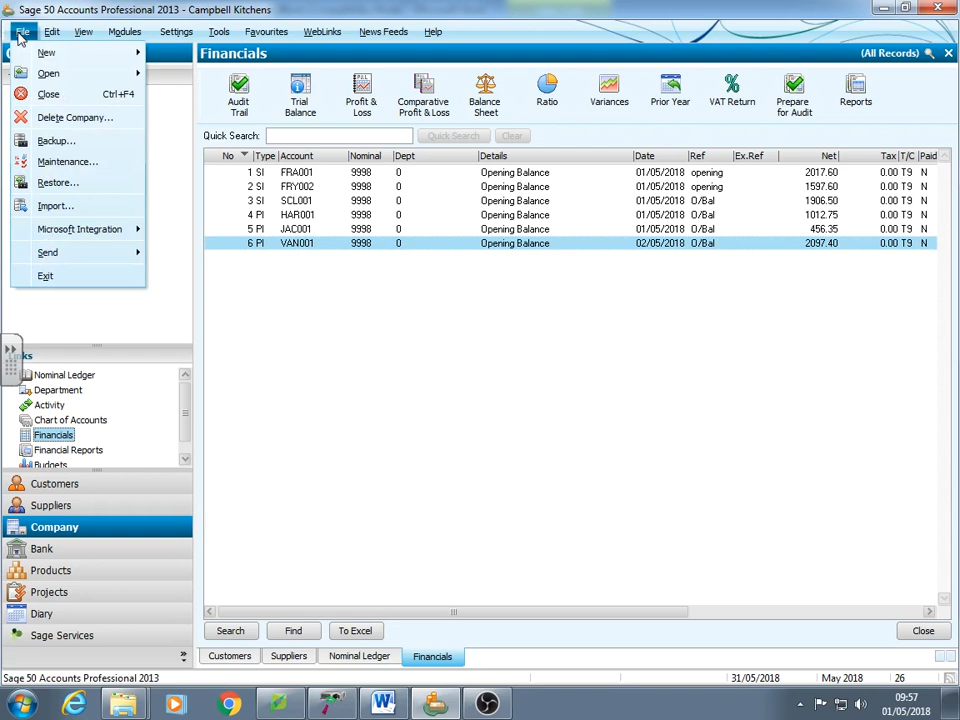 Sage 50 Accounts Professional 2013 - Campbell Kitchens
File Edit View Modules Settings Tools Favourites WebLinks News Feeds Help
New
Open
Close Ctrl+F4
Delete Company...
Backup...
Maintenance...
Restore...
Import...
Microsoft Integration
Send
Exit
Financials (All Records)
Audit Trail
Trial Balance
Profit & Loss
Comparative Profit & Loss
Balance Sheet
Ratio
Variances
Prior Year
VAT Return
Prepare for Audit
Reports
Quick Search: Quick Search Clear
No Type Account Nominal Dept Details Date Ref Ex.Ref Net Tax T/C Paid
1 SI FRA001 9998 0 Opening Balance 01/05/2018 opening 2017.60 0.00 T9 N
2 SI FRY002 9998 0 Opening Balance 01/05/2018 opening 1597.60 0.00 T9 N
3 SI SCL001 9998 0 Opening Balance 01/05/2018 O/Bal 1906.50 0.00 T9 N
4 PI HAR001 9998 0 Opening Balance 01/05/2018 O/Bal 1012.75 0.00 T9 N
5 PI JAC001 9998 0 Opening Balance 01/05/2018 O/Bal 456.35 0.00 T9 N
6 PI VAN001 9998 0 Opening Balance 02/05/2018 O/Bal 2097.40 0.00 T9 N
Nominal Ledger
Department
Activity
Chart of Accounts
Financials
Financial Reports
Budgets
Customers
Suppliers
Company
Bank
Products
Projects
Diary
Sage Services
Search Find To Excel Close
Customers Suppliers Nominal Ledger Financials
Sage 50 Accounts Professional 2013 31/05/2018 May 2018 26
09:57
01/05/2018